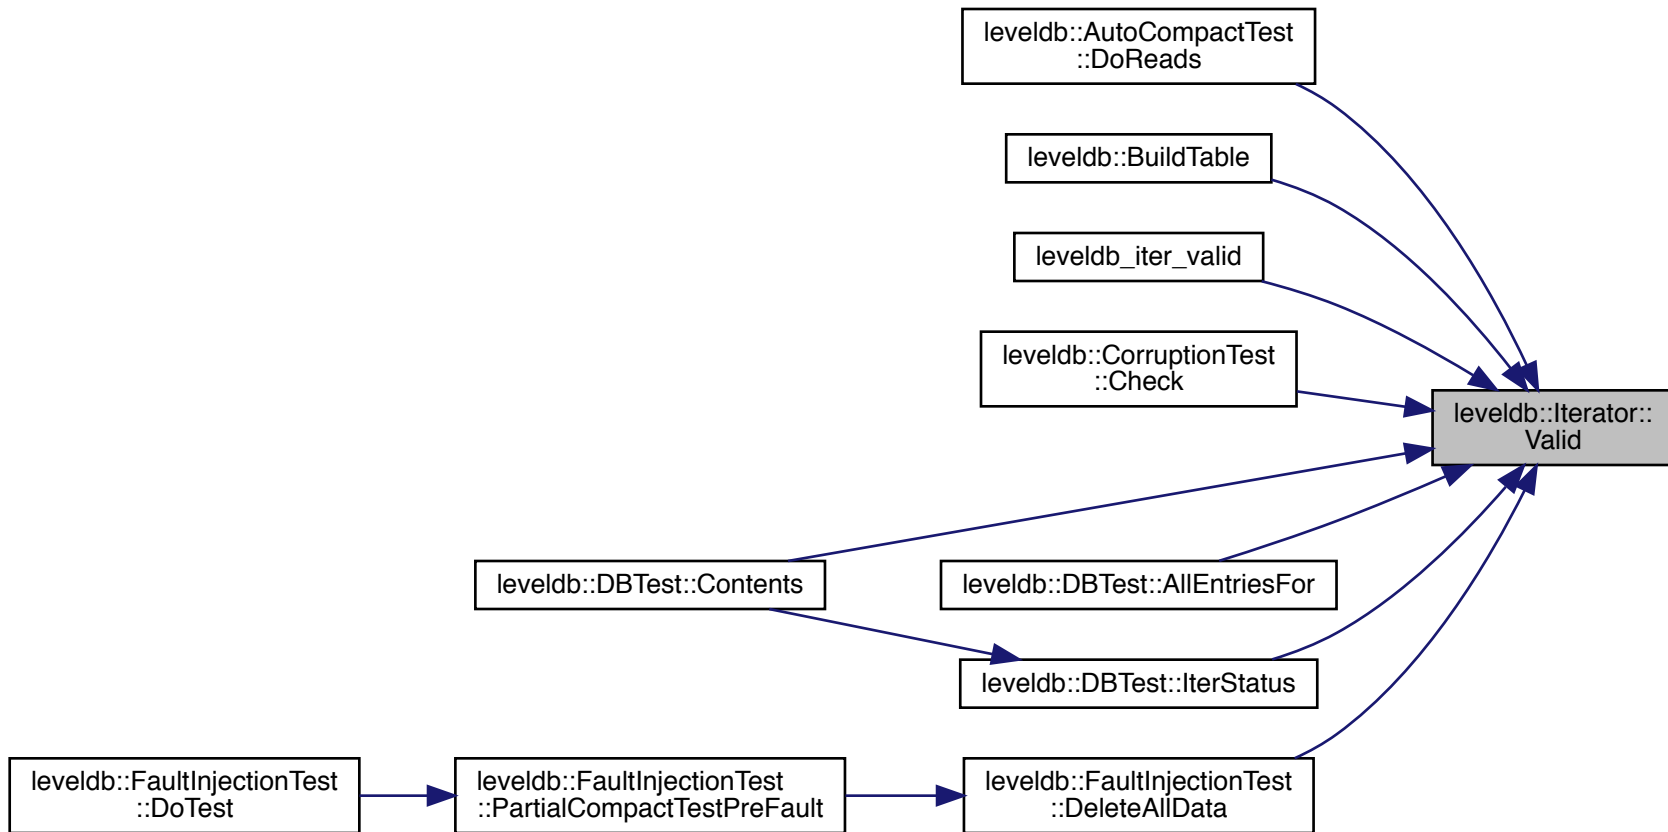 leveldb::AutoCompactTest
::DoReads
leveldb::BuildTable
leveldb_iter_valid
leveldb::CorruptionTest
::Check
leveldb::Iterator::
Valid
leveldb::DBTest::Contents
leveldb::DBTest::AllEntriesFor
leveldb::DBTest::IterStatus
leveldb::FaultInjectionTest
::DoTest
leveldb::FaultInjectionTest
::PartialCompactTestPreFault
leveldb::FaultInjectionTest
::DeleteAllData